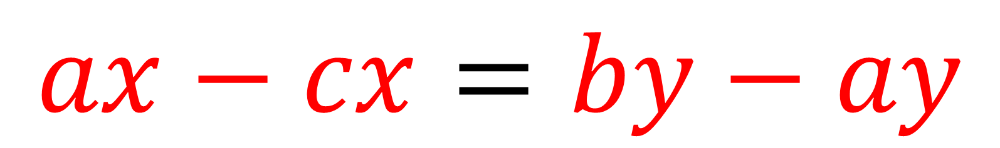 ax − cx = by − ay